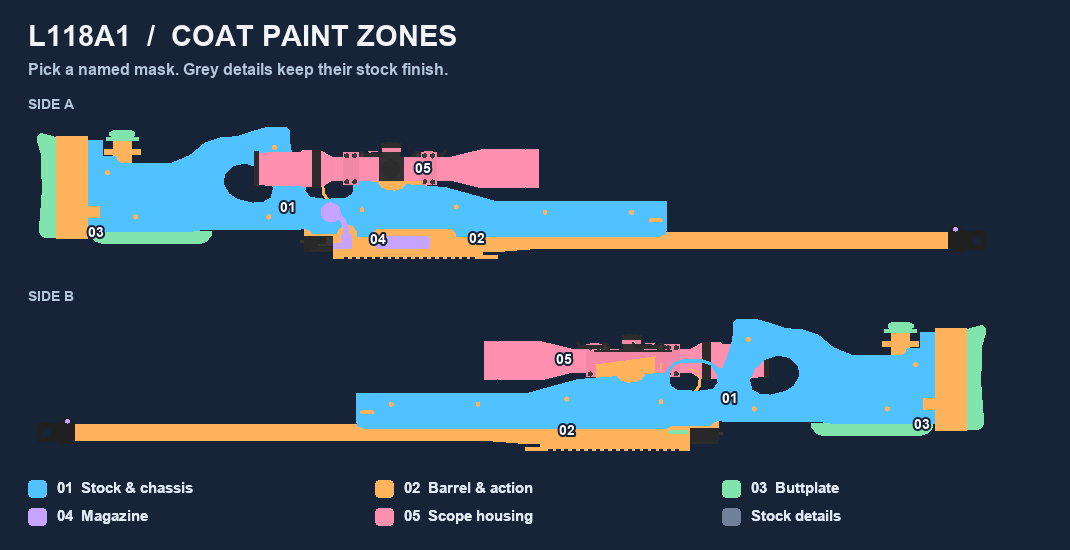 L118A1 / COAT PAINT ZONES
Pick a named mask. Grey details keep their stock finish.
SIDE A
05
01
03
04
02
SIDE B
05
01
03
02
01 Stock & chassis
02 Barrel & action
03 Buttplate
04 Magazine
05 Scope housing
Stock details